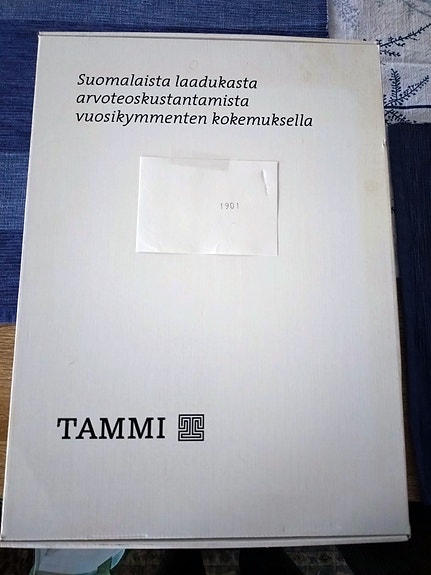 Suomalaista laadukasta
arvoteoskustantamista
vuosikymmenten kokemuksella
1901
TAMMI